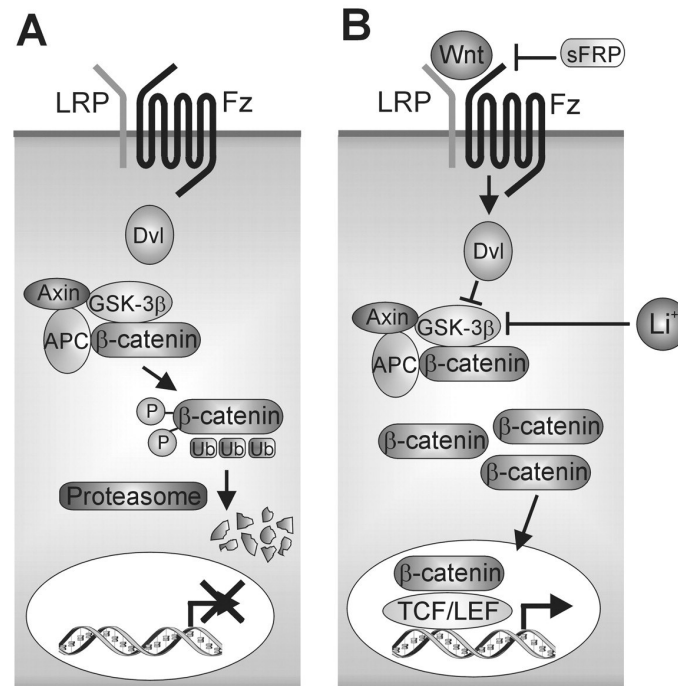 A
LRP
Fz
Dvl
Axin
GSK-3β
APC
β-catenin
P
β-catenin
P
Ub Ub Ub
Proteasome
B
Wnt
sFRP
LRP
Fz
Dvl
Axin
GSK-3β
Li⁺
APC
β-catenin
β-catenin
β-catenin
β-catenin
β-catenin
TCF/LEF